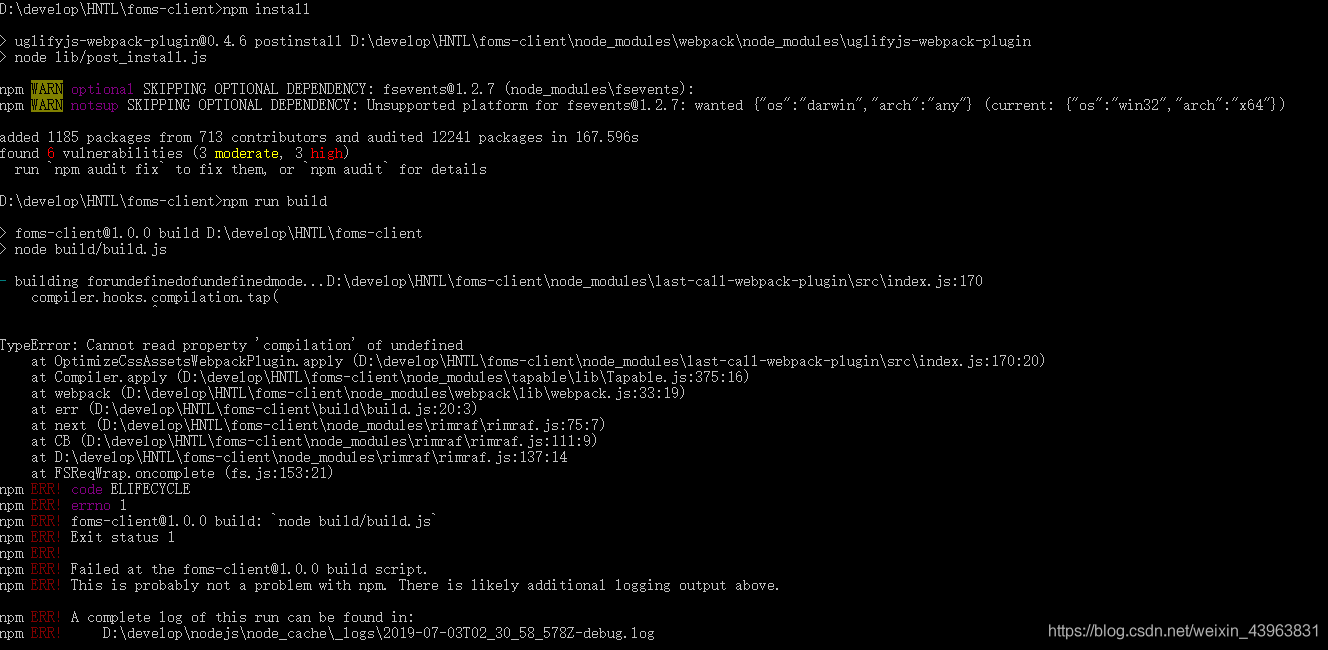 D:\develop\HNTL\foms-client>npm install
> uglifyjs-webpack-plugin@0.4.6 postinstall D:\develop\HNTL\foms-client\node_modules\webpack\node_modules\uglifyjs-webpack-plugin
> node lib/post_install.js
npm WARN optional SKIPPING OPTIONAL DEPENDENCY: fsevents@1.2.7 (node_modules\fsevents):
npm WARN notsup SKIPPING OPTIONAL DEPENDENCY: Unsupported platform for fsevents@1.2.7: wanted {"os":"darwin","arch":"any"} (current: {"os":"win32","arch":"x64"})
added 1185 packages from 713 contributors and audited 12241 packages in 167.596s
found 6 vulnerabilities (3 moderate, 3 high)
run `npm audit fix` to fix them, or `npm audit` for details
D:\develop\HNTL\foms-client>npm run build
> foms-client@1.0.0 build D:\develop\HNTL\foms-client
> node build/build.js
- building forundefinedofundefinedmode...D:\develop\HNTL\foms-client\node_modules\last-call-webpack-plugin\src\index.js:170
compiler.hooks.compilation.tap(
^
TypeError: Cannot read property 'compilation' of undefined
at OptimizeCssAssetsWebpackPlugin.apply (D:\develop\HNTL\foms-client\node_modules\last-call-webpack-plugin\src\index.js:170:20)
at Compiler.apply (D:\develop\HNTL\foms-client\node_modules\tapable\lib\Tapable.js:375:16)
at webpack (D:\develop\HNTL\foms-client\node_modules\webpack\lib\webpack.js:33:19)
at err (D:\develop\HNTL\foms-client\build\build.js:20:3)
at next (D:\develop\HNTL\foms-client\node_modules\rimraf\rimraf.js:75:7)
at CB (D:\develop\HNTL\foms-client\node_modules\rimraf\rimraf.js:111:9)
at D:\develop\HNTL\foms-client\node_modules\rimraf\rimraf.js:137:14
at FSReqWrap.oncomplete (fs.js:153:21)
npm ERR! code ELIFECYCLE
npm ERR! errno 1
npm ERR! foms-client@1.0.0 build: `node build/build.js`
npm ERR! Exit status 1
npm ERR!
npm ERR! Failed at the foms-client@1.0.0 build script.
npm ERR! This is probably not a problem with npm. There is likely additional logging output above.
npm ERR! A complete log of this run can be found in:
npm ERR! D:\develop\nodejs\node_cache\_logs\2019-07-03T02_30_58_578Z-debug.log
https://blog.csdn.net/weixin_43963831